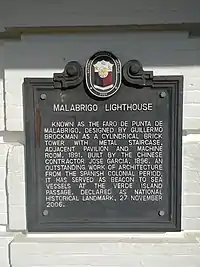 MALABRIGO LIGHTHOUSE
KNOWN AS THE FARO DE PUNTA DE
MALABRIGO, DESIGNED BY GUILLERMO
BROCKMAN AS A CYLINDRICAL BRICK
TOWER WITH METAL STAIRCASE,
ADJACENT PAVILION AND MACHINE
ROOM, 1891. BUILT BY THE CHINESE
CONTRACTOR JOSE GARCIA, 1896. AN
OUTSTANDING WORK OF ARCHITECTURE
FROM THE SPANISH COLONIAL PERIOD,
IT HAS SERVED AS BEACON TO SEA
VESSELS AT THE VERDE ISLAND
PASSAGE. DECLARED AS NATIONAL
HISTORICAL LANDMARK, 27 NOVEMBER
2006.